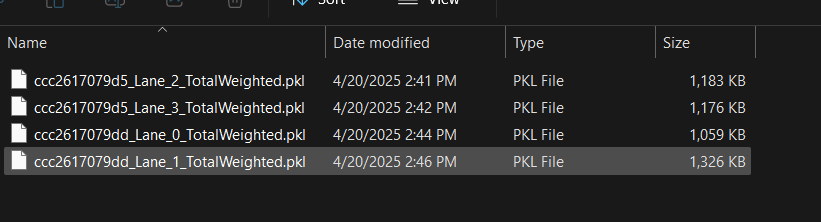 Sort View
Name Date modified Type Size
ccc2617079d5_Lane_2_TotalWeighted.pkl 4/20/2025 2:41 PM PKL File 1,183 KB
ccc2617079d5_Lane_3_TotalWeighted.pkl 4/20/2025 2:42 PM PKL File 1,176 KB
ccc2617079dd_Lane_0_TotalWeighted.pkl 4/20/2025 2:44 PM PKL File 1,059 KB
ccc2617079dd_Lane_1_TotalWeighted.pkl 4/20/2025 2:46 PM PKL File 1,326 KB